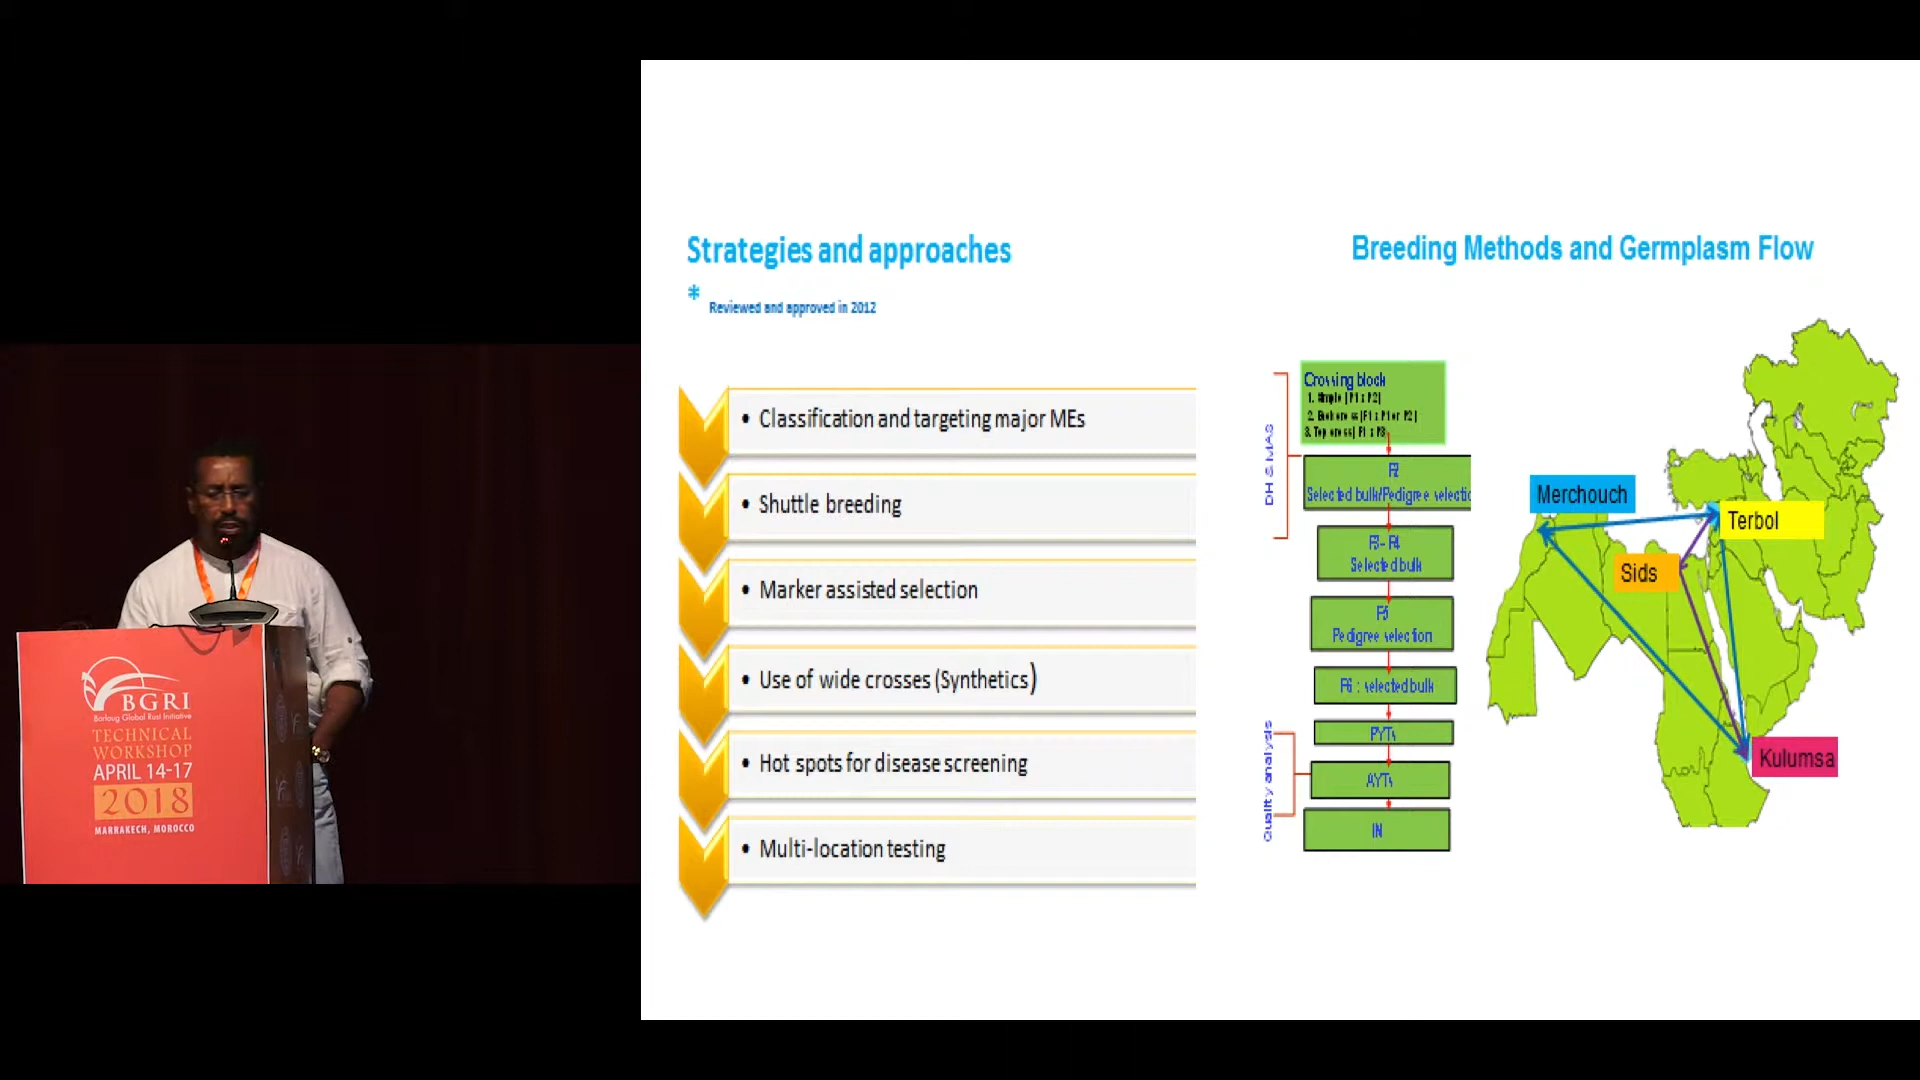 BGRI
Borlaug Global Rust Initiative
TECHNICAL
WORKSHOP
APRIL 14-17
2018
MARRAKECH, MOROCCO
Strategies and approaches
* Reviewed and approved in 2012
• Classification and targeting major MEs
• Shuttle breeding
• Marker assisted selection
• Use of wide crosses (Synthetics)
• Hot spots for disease screening
• Multi-location testing
Breeding Methods and Germplasm Flow
DH & MAS
Crossing block
1. Simple (P1 x P2)
2. Backcross (F1 x P1 or P2)
3. Top cross( F1 x P3
F2
Selected bulk/Pedigree selectio
F3- F4
Selected bulk
F5
Pedigree selection
F6 : selected bulk
Quality analysis
PYTs
AYTs
IN
Merchouch
Terbol
Sids
Kulumsa